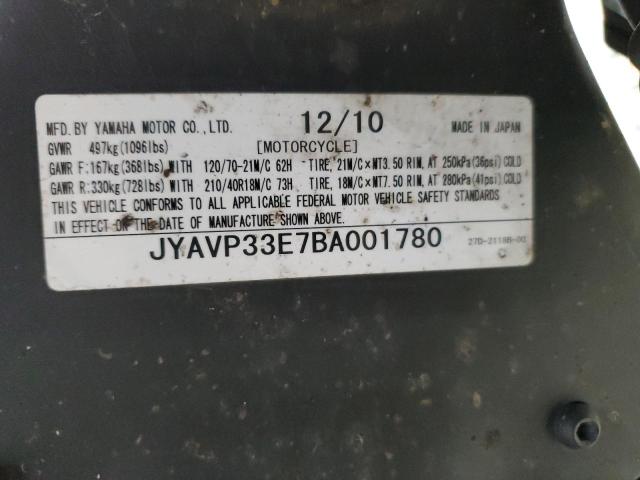 MFD. BY YAMAHA MOTOR CO., LTD. 12/10 MADE IN JAPAN
GVWR 497kg(1096lbs) [MOTORCYCLE]
GAWR F:167kg(368lbs)WITH 120/70-21M/C 62H TIRE, 21M/C×MT3.50 RIM, AT 250kPa(36psi)COLD
GAWR R:330kg(728lbs)WITH 210/40R18M/C 73H TIRE, 18M/C×MT7.50 RIM, AT 280kPa(41psi)COLD
THIS VEHICLE CONFORMS TO ALL APPLICABLE FEDERAL MOTOR VEHICLE SAFETY STANDARDS
IN EFFECT ON THE DATE OF MANUFACTURE SHOWN ABOVE.
JYAVP33E7BA001780 27D-2118B-00